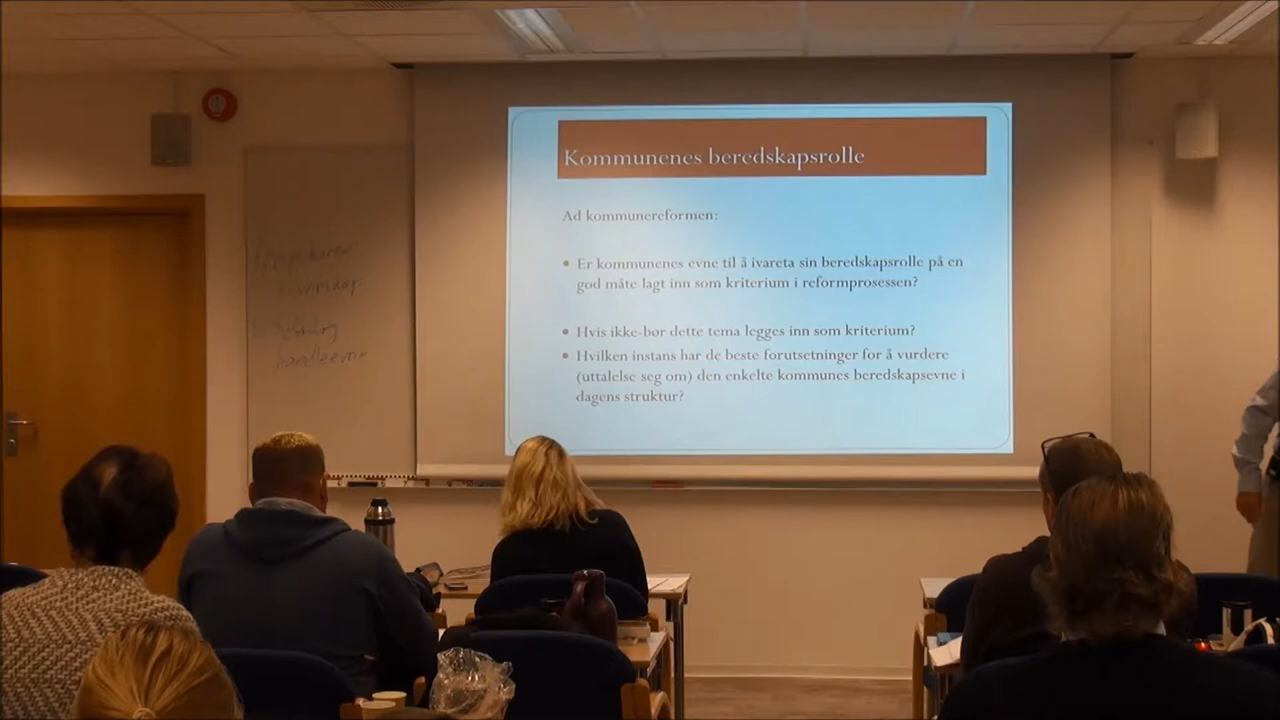 Kommunenes beredskapsrolle
Ad kommunereformen:
• Er kommunenes evne til å ivareta sin beredskapsrolle på en
god måte lagt inn som kriterium i reformprosessen?
• Hvis ikke-bør dette tema legges inn som kriterium?
• Hvilken instans har de beste forutsetninger for å vurdere
(uttalelse seg om) den enkelte kommunes beredskapsevne i
dagens struktur?
handleevne